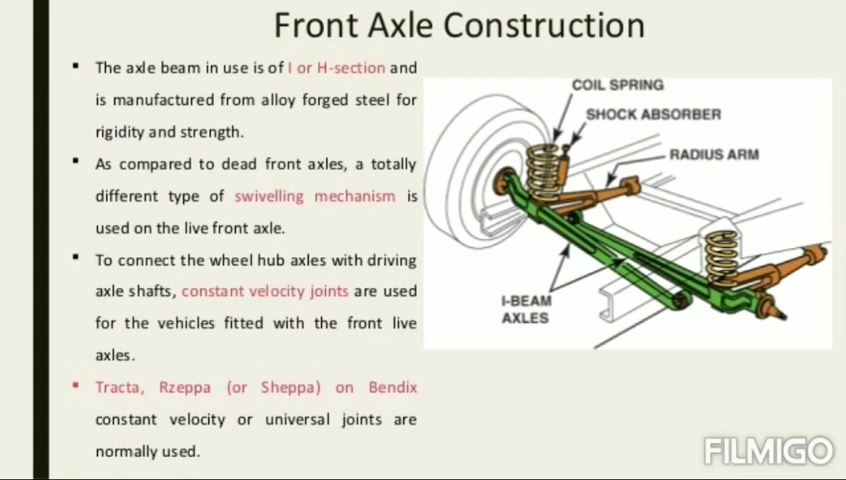 Front Axle Construction
▪ The axle beam in use is of I or H-section and
is manufactured from alloy forged steel for
rigidity and strength.
▪ As compared to dead front axles, a totally
different type of swivelling mechanism is
used on the live front axle.
▪ To connect the wheel hub axles with driving
axle shafts, constant velocity joints are used
for the vehicles fitted with the front live
axles.
▪ Tracta, Rzeppa (or Sheppa) on Bendix
constant velocity or universal joints are
normally used.
COIL SPRING
SHOCK ABSORBER
RADIUS ARM
I-BEAM
AXLES
FILMIGO